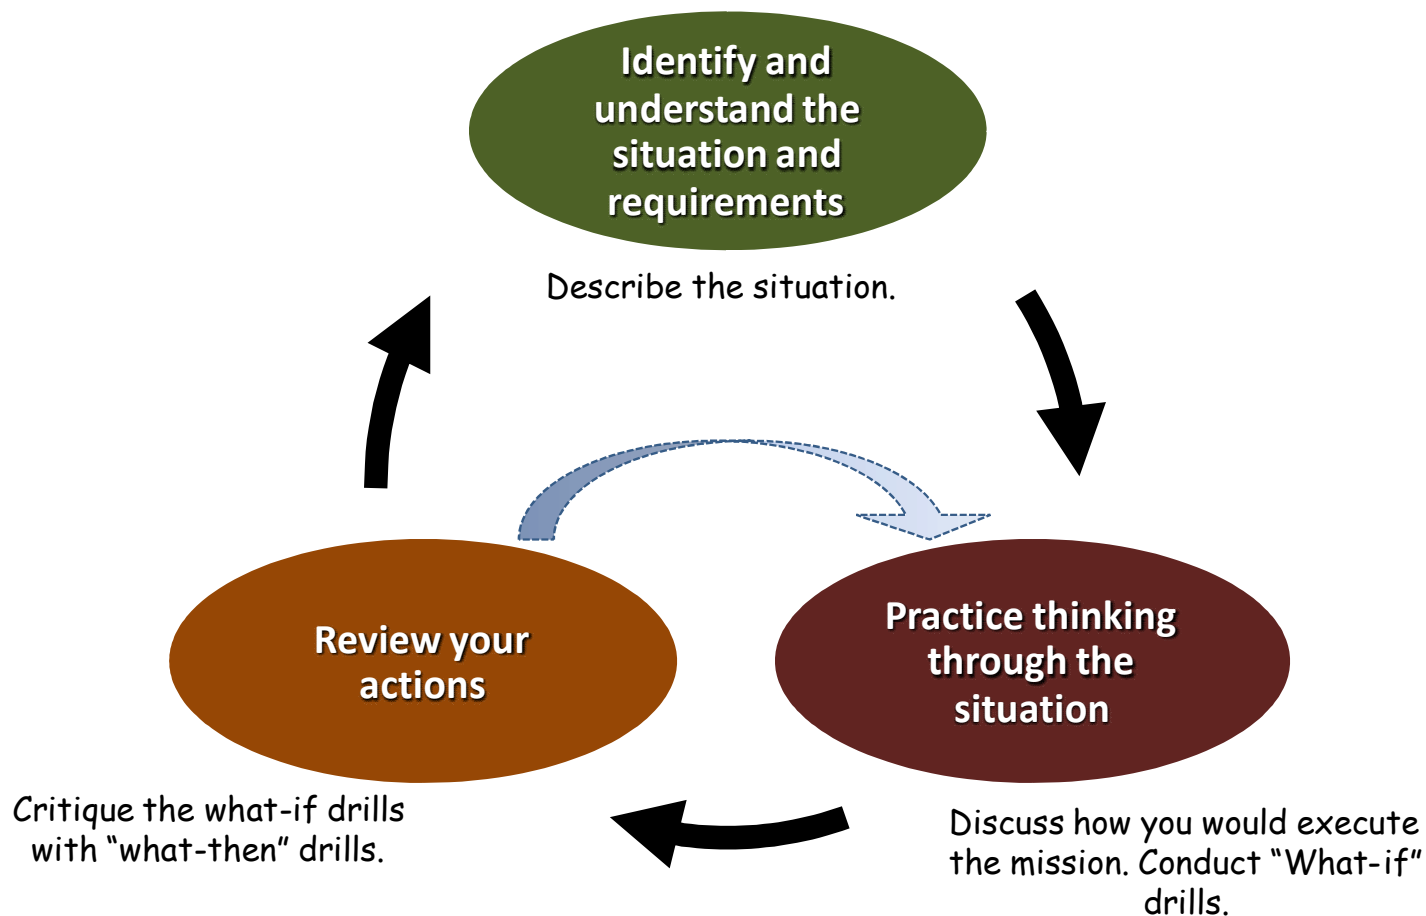 Identify and
understand the
situation and
requirements
Describe the situation.
Practice thinking
through the
situation
Discuss how you would execute
the mission. Conduct “What-if”
drills.
Review your
actions
Critique the what-if drills
with “what-then” drills.